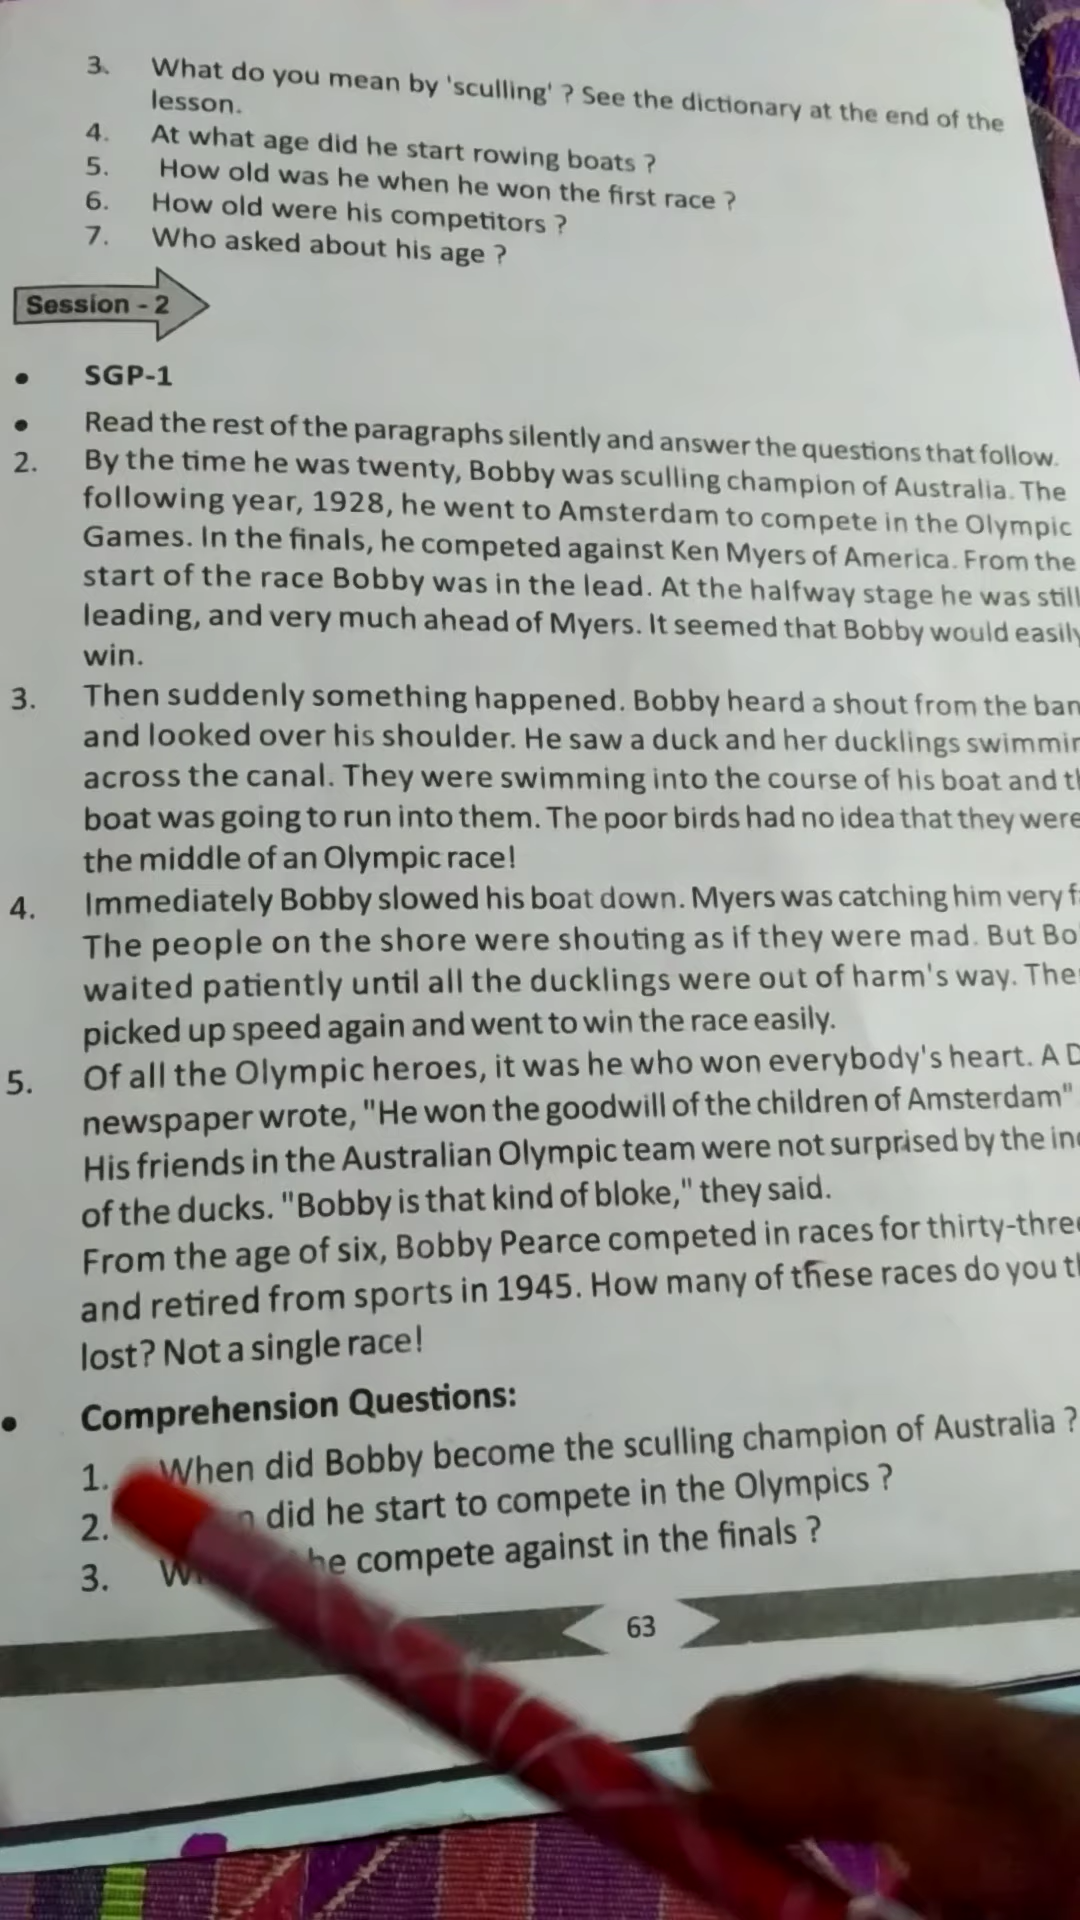 3. What do you mean by 'sculling' ? See the dictionary at the end of the
lesson.
4. At what age did he start rowing boats ?
5. How old was he when he won the first race ?
6. How old were his competitors ?
7. Who asked about his age ?
Session - 2
• SGP-1
• Read the rest of the paragraphs silently and answer the questions that follow.
2. By the time he was twenty, Bobby was sculling champion of Australia. The
following year, 1928, he went to Amsterdam to compete in the Olympic
Games. In the finals, he competed against Ken Myers of America. From the
start of the race Bobby was in the lead. At the halfway stage he was still
leading, and very much ahead of Myers. It seemed that Bobby would easily
win.
3. Then suddenly something happened. Bobby heard a shout from the
and looked over his shoulder. He saw a duck and her ducklings
across the canal. They were swimming into the course of his boat and
boat was going to run into them. The poor birds had no idea that they were
the middle of an Olympic race!
4. Immediately Bobby slowed his boat down. Myers was catching him very
The people on the shore were shouting as if they were mad. But
waited patiently until all the ducklings were out of harm's way.
picked up speed again and went to win the race easily.
5. Of all the Olympic heroes, it was he who won everybody's heart. A
newspaper wrote, "He won the goodwill of the children of Amsterdam"
His friends in the Australian Olympic team were not surprised by the
of the ducks. "Bobby is that kind of bloke," they said.
From the age of six, Bobby Pearce competed in races for
and retired from sports in 1945. How many of these races do you
lost? Not a single race!
• Comprehension Questions:
1. When did Bobby become the sculling champion of Australia ?
2. did he start to compete in the Olympics ?
3. he compete against in the finals ?
63